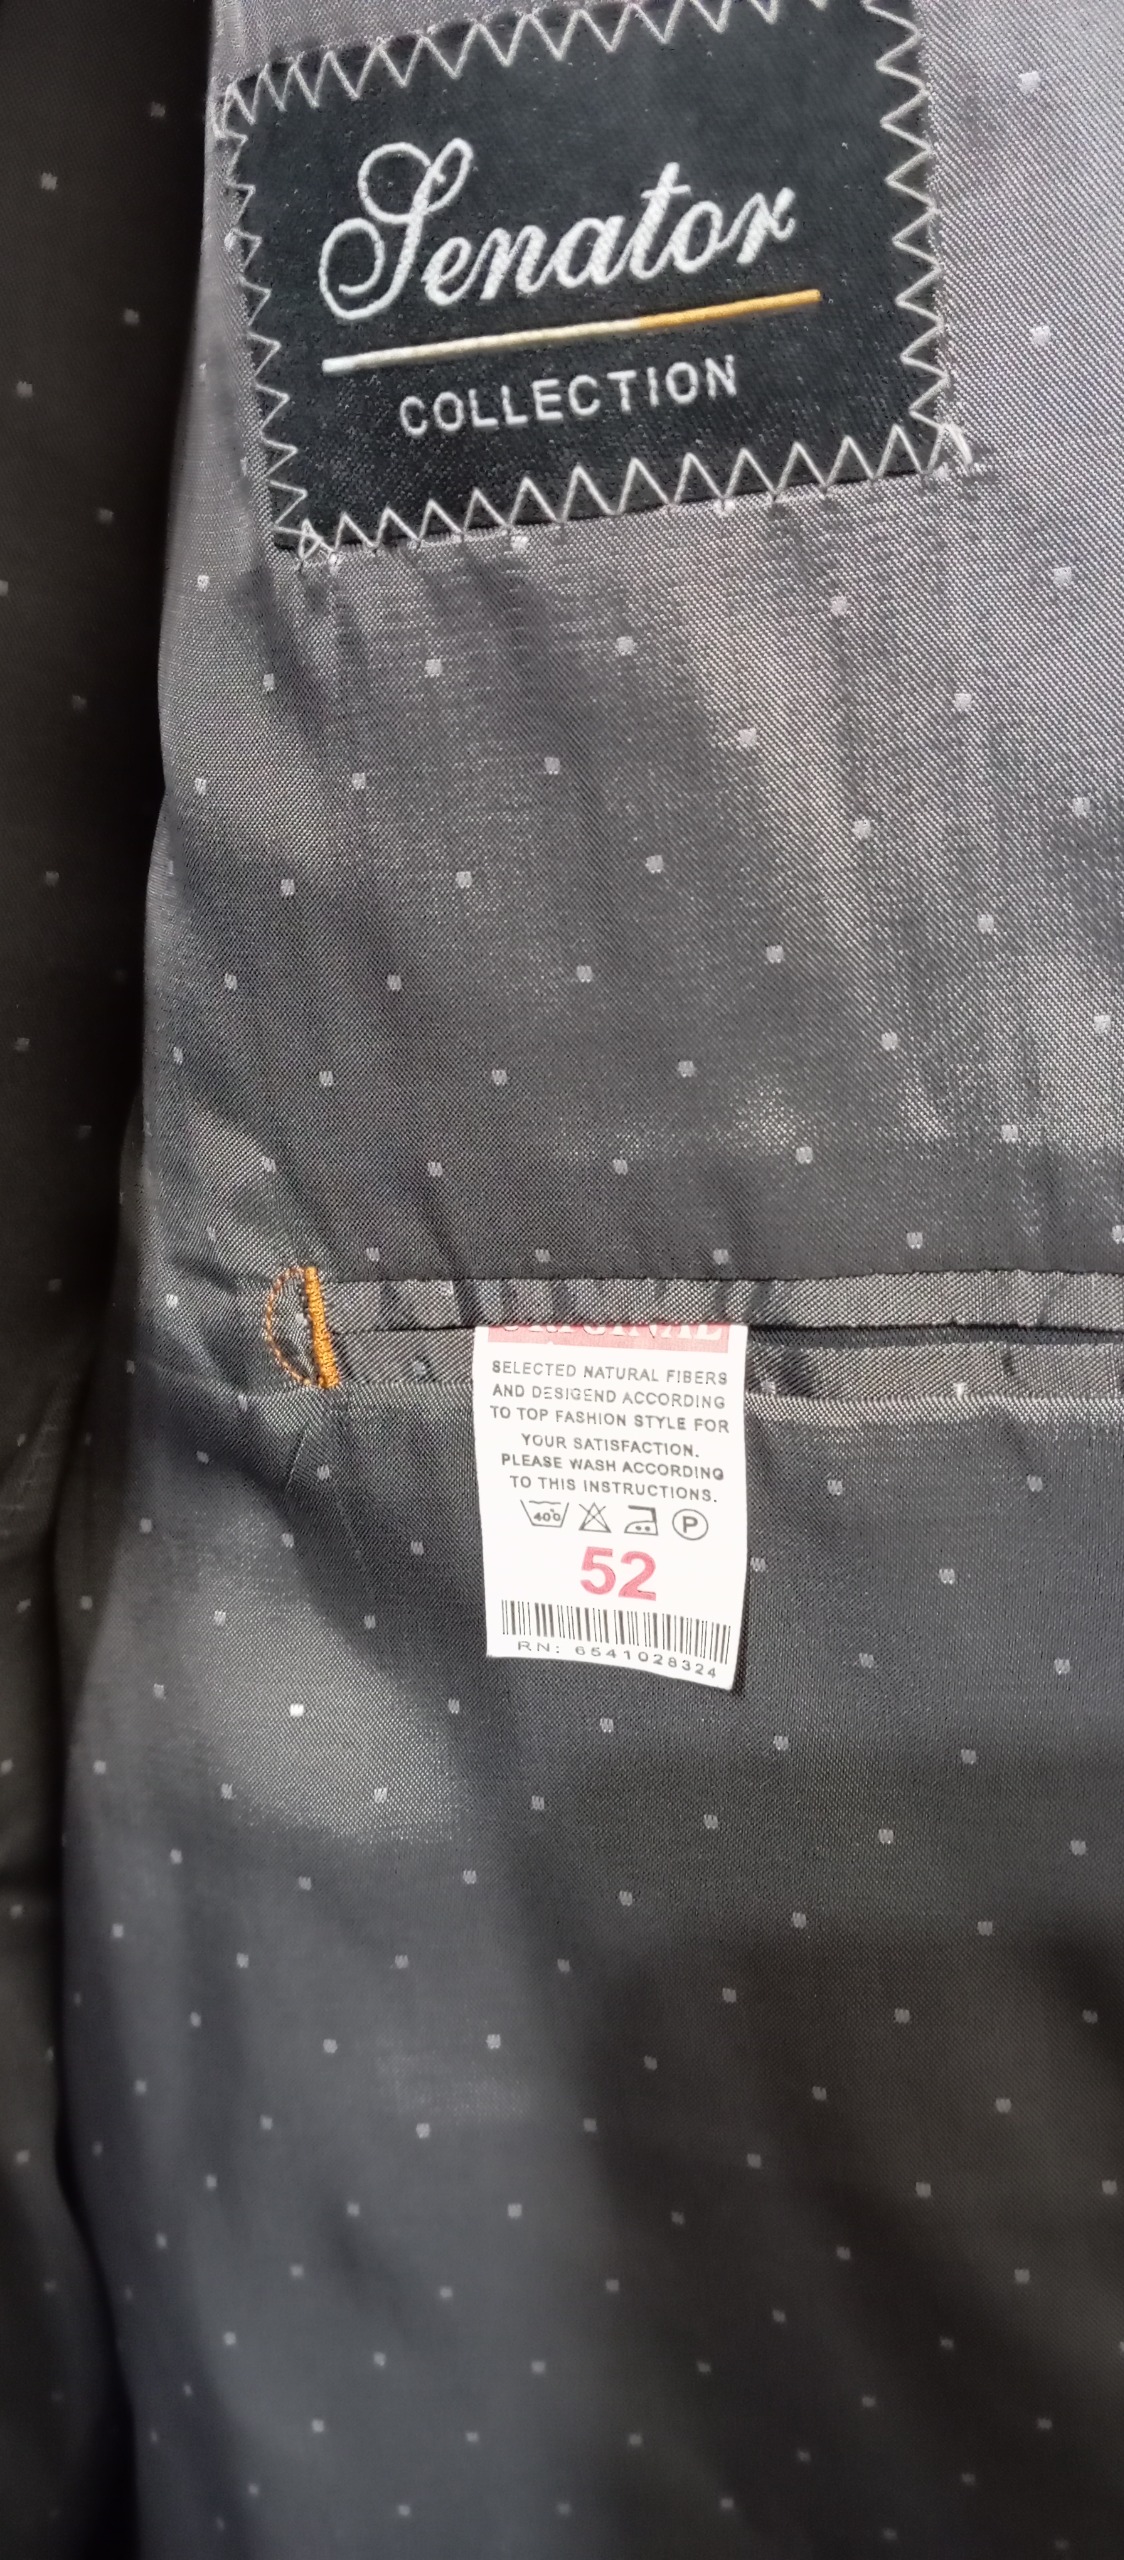 Senator
COLLECTION
ORIGINAL
SELECTED NATURAL FIBERS
AND DESIGEND ACCORDING
TO TOP FASHION STYLE FOR
YOUR SATISFACTION.
PLEASE WASH ACCORDING
TO THIS INSTRUCTIONS.
40° P
52
RN: 6541028324